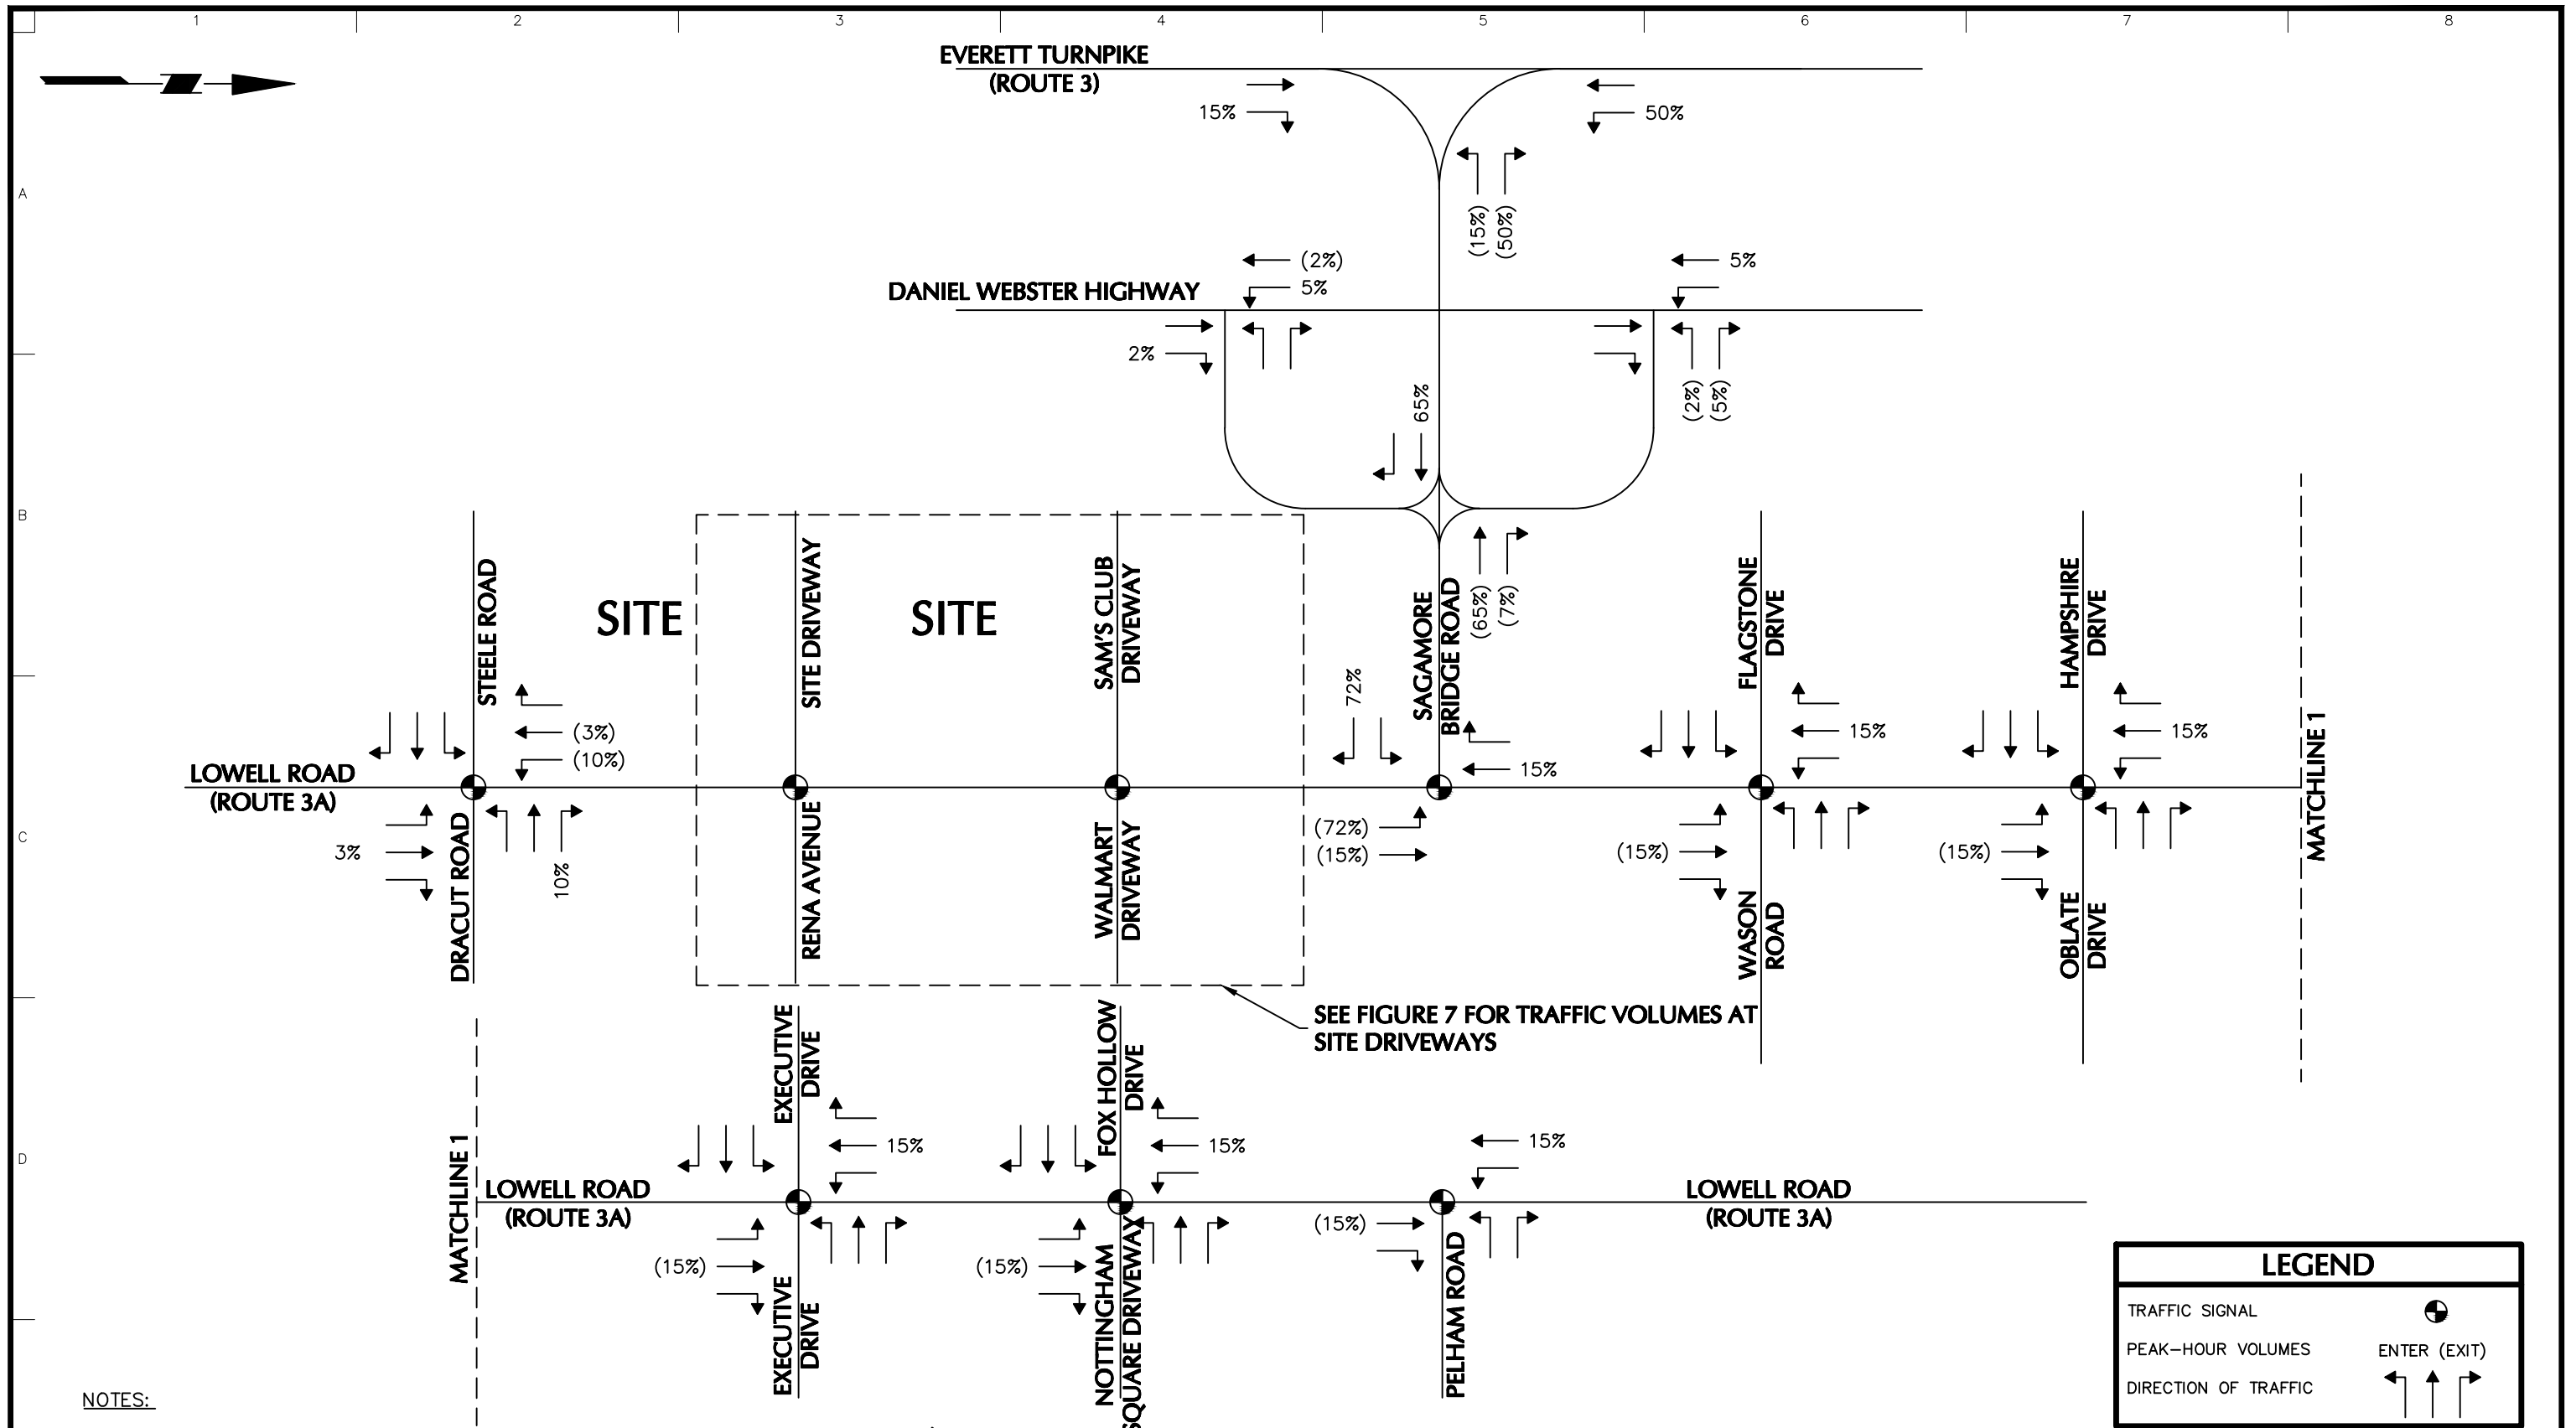 1 2 3 4 5 6 7 8
EVERETT TURNPIKE
(ROUTE 3)
15%
50%
A
(15%)
(50%)
(2%)
5%
5%
DANIEL WEBSTER HIGHWAY
2%
65%
(2%)
(5%)
B
STEELE ROAD
SITE
SITE DRIVEWAY
SITE
SAM'S CLUB
DRIVEWAY
SAGAMORE
BRIDGE ROAD
(65%)
(7%)
FLAGSTONE
DRIVE
HAMPSHIRE
DRIVE
72%
(3%)
(10%)
15%
15%
15%
LOWELL ROAD
(ROUTE 3A)
MATCHLINE 1
C
3%
DRACUT ROAD
10%
RENA AVENUE
WALMART
DRIVEWAY
(72%)
(15%)
(15%)
WASON
ROAD
(15%)
OBLATE
DRIVE
SEE FIGURE 7 FOR TRAFFIC VOLUMES AT
SITE DRIVEWAYS
D
MATCHLINE 1
EXECUTIVE
DRIVE
15%
FOX HOLLOW
DRIVE
15%
15%
LOWELL ROAD
(ROUTE 3A)
LOWELL ROAD
(ROUTE 3A)
(15%)
EXECUTIVE
DRIVE
(15%)
NOTTINGHAM
SQUARE DRIVEWAY
(15%)
PELHAM ROAD
LEGEND
TRAFFIC SIGNAL
PEAK-HOUR VOLUMES ENTER (EXIT)
DIRECTION OF TRAFFIC
NOTES: